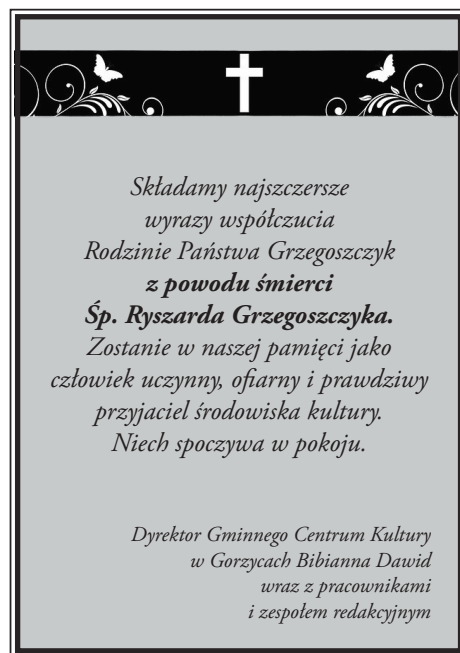 Składamy najszczersze
wyrazy współczucia
Rodzinie Państwa Grzegoszczyk
z powodu śmierci
Śp. Ryszarda Grzegoszczyka.
Zostanie w naszej pamięci jako
człowiek uczynny, ofiarny i prawdziwy
przyjaciel środowiska kultury.
Niech spoczywa w pokoju.
Dyrektor Gminnego Centrum Kultury
w Gorzycach Bibianna Dawid
wraz z pracownikami
i zespołem redakcyjnym